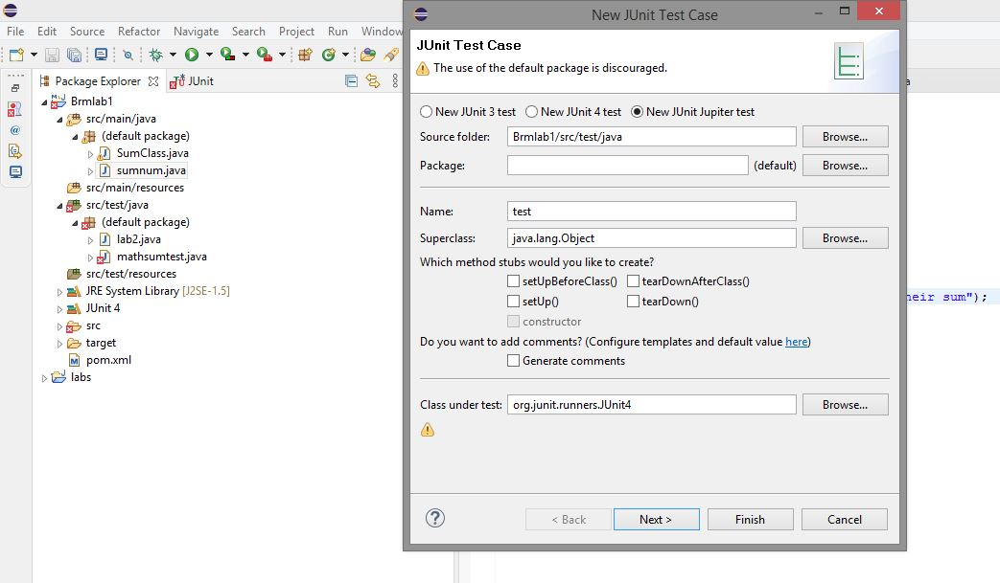 New JUnit Test Case
File Edit Source Refactor Navigate Search Project Run Window
JUnit Test Case
The use of the default package is discouraged.
Package Explorer JUnit
Brmlab1
src/main/java
(default package)
SumClass.java
sumnum.java
src/main/resources
src/test/java
(default package)
lab2.java
mathsumtest.java
src/test/resources
JRE System Library [J2SE-1.5]
JUnit 4
src
target
pom.xml
labs
New JUnit 3 test New JUnit 4 test New JUnit Jupiter test
Source folder: Brmlab1/src/test/java Browse...
Package: (default) Browse...
Name: test
Superclass: java.lang.Object Browse...
Which method stubs would you like to create?
setUpBeforeClass() tearDownAfterClass()
setUp() tearDown()
constructor
Do you want to add comments? (Configure templates and default value here)
Generate comments
Class under test: org.junit.runners.JUnit4 Browse...
< Back Next > Finish Cancel
heir sum");